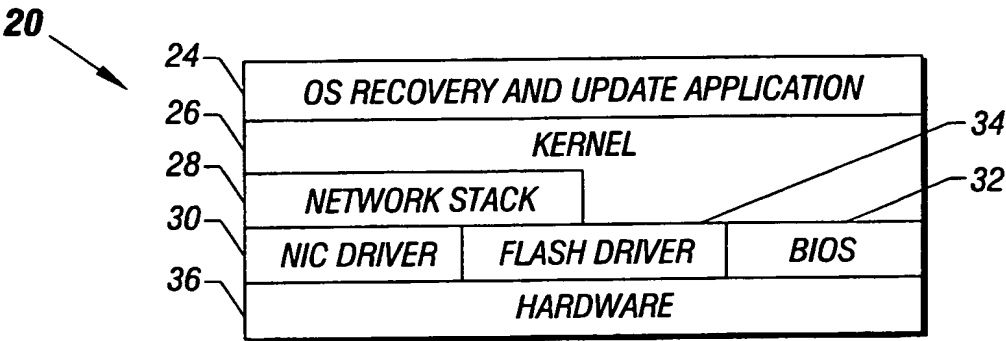 20
24
OS RECOVERY AND UPDATE APPLICATION
26
KERNEL
34
28
NETWORK STACK
32
30
NIC DRIVER
FLASH DRIVER
BIOS
36
HARDWARE